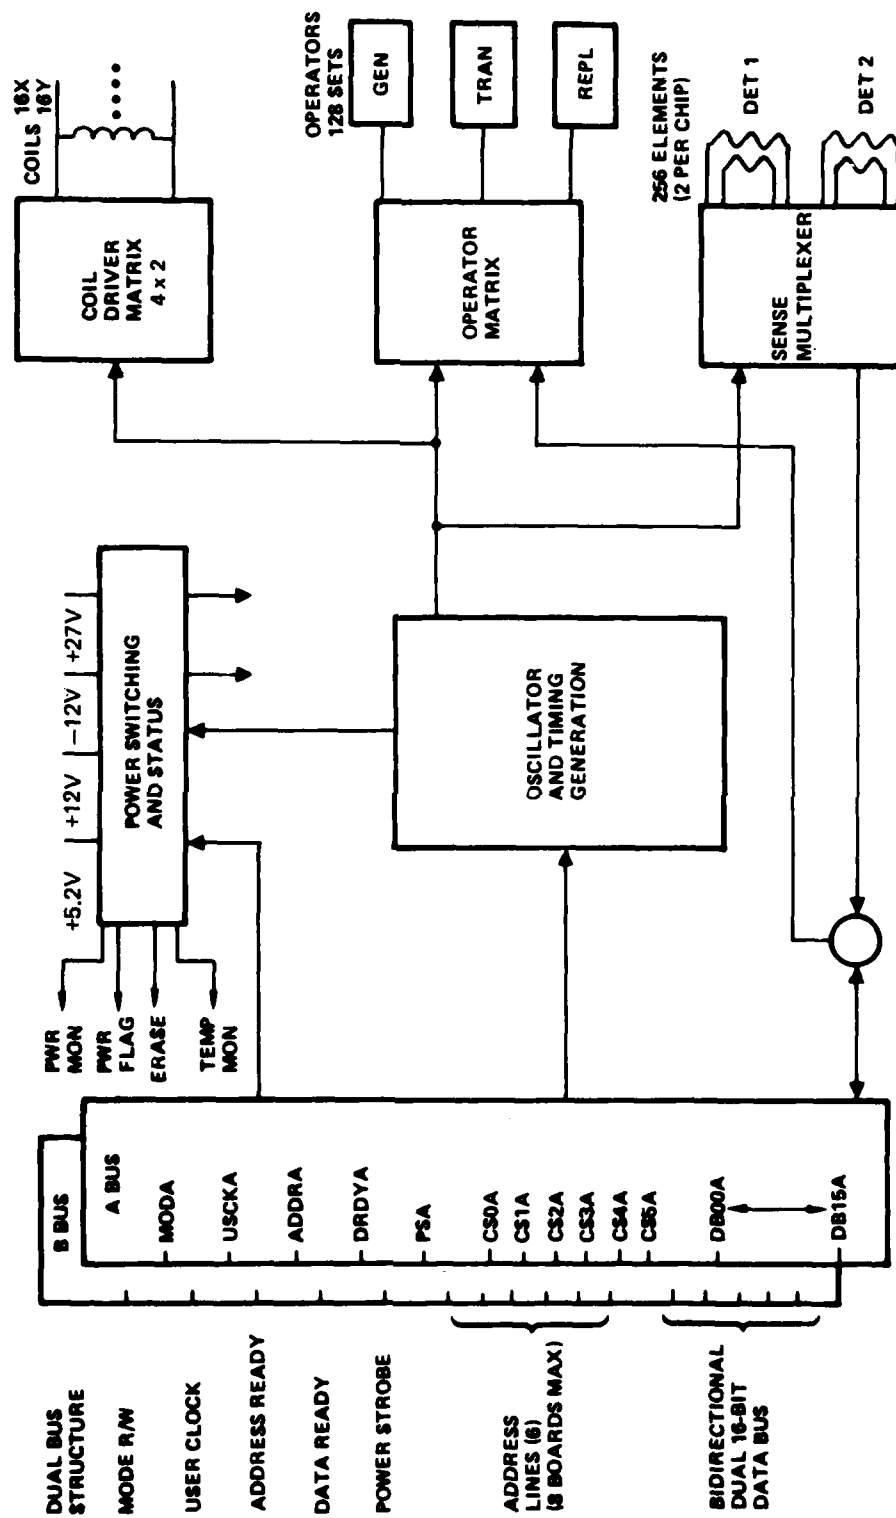 DUAL BUS
STRUCTURE
MODE R/W
USER CLOCK
ADDRESS READY
DATA READY
POWER STROBE
ADDRESS
LINES (6)
(8 BOARDS MAX)
BIDIRECTIONAL
DUAL 16-BIT
DATA BUS
B BUS
A BUS
MODA
USCKA
ADDRA
DRDYA
PSA
CS0A
CS1A
CS2A
CS3A
CS4A
CS5A
DB00A
DB15A
PWR
MON
PWR
FLAG
ERASE
TEMP
MON
+5.2V
+12V
-12V
+27V
POWER SWITCHING
AND STATUS
OSCILLATOR
AND TIMING
GENERATION
COIL
DRIVER
MATRIX
4 x 2
COILS
16X
16Y
OPERATOR
MATRIX
OPERATORS
128 SETS
GEN
TRAN
REPL
SENSE
MULTIPLEXER
256 ELEMENTS
(2 PER CHIP)
DET 1
DET 2